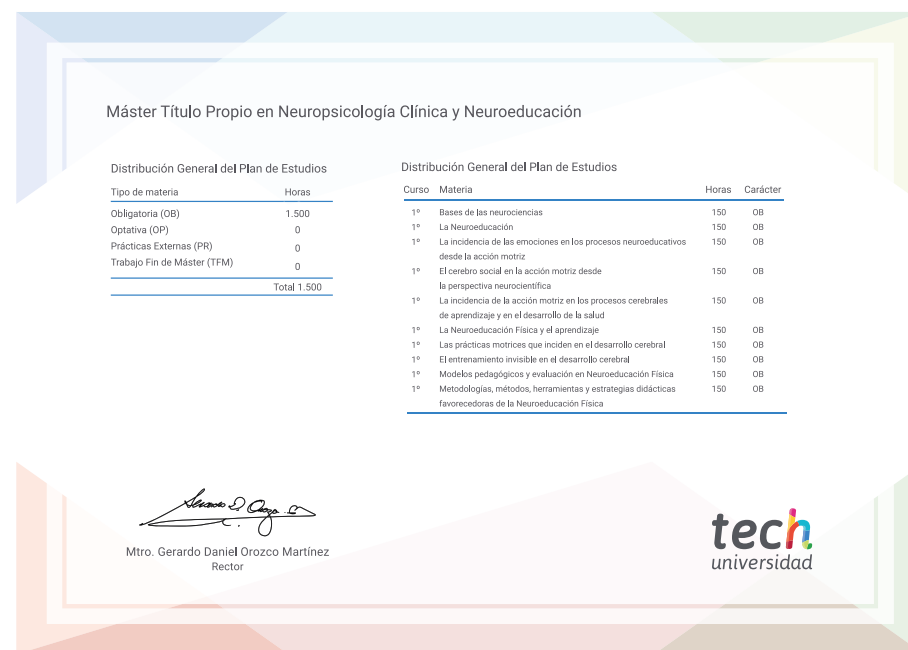 Máster Título Propio en Neuropsicología Clínica y Neuroeducación
Distribución General del Plan de Estudios
Tipo de materia Horas
Obligatoria (OB) 1.500
Optativa (OP) 0
Prácticas Externas (PR) 0
Trabajo Fin de Máster (TFM) 0
Total 1.500
Distribución General del Plan de Estudios
Curso Materia Horas Carácter
1º Bases de las neurociencias 150 OB
1º La Neuroeducación 150 OB
1º La incidencia de las emociones en los procesos neuroeducativos 150 OB
desde la acción motriz
1º El cerebro social en la acción motriz desde 150 OB
la perspectiva neurocientífica
1º La incidencia de la acción motriz en los procesos cerebrales 150 OB
de aprendizaje y en el desarrollo de la salud
1º La Neuroeducación Física y el aprendizaje 150 OB
1º Las prácticas motrices que inciden en el desarrollo cerebral 150 OB
1º El entrenamiento invisible en el desarrollo cerebral 150 OB
1º Modelos pedagógicos y evaluación en Neuroeducación Física 150 OB
1º Metodologías, métodos, herramientas y estrategias didácticas 150 OB
favorecedoras de la Neuroeducación Física
Mtro. Gerardo Daniel Orozco Martínez
Rector
tech
universidad